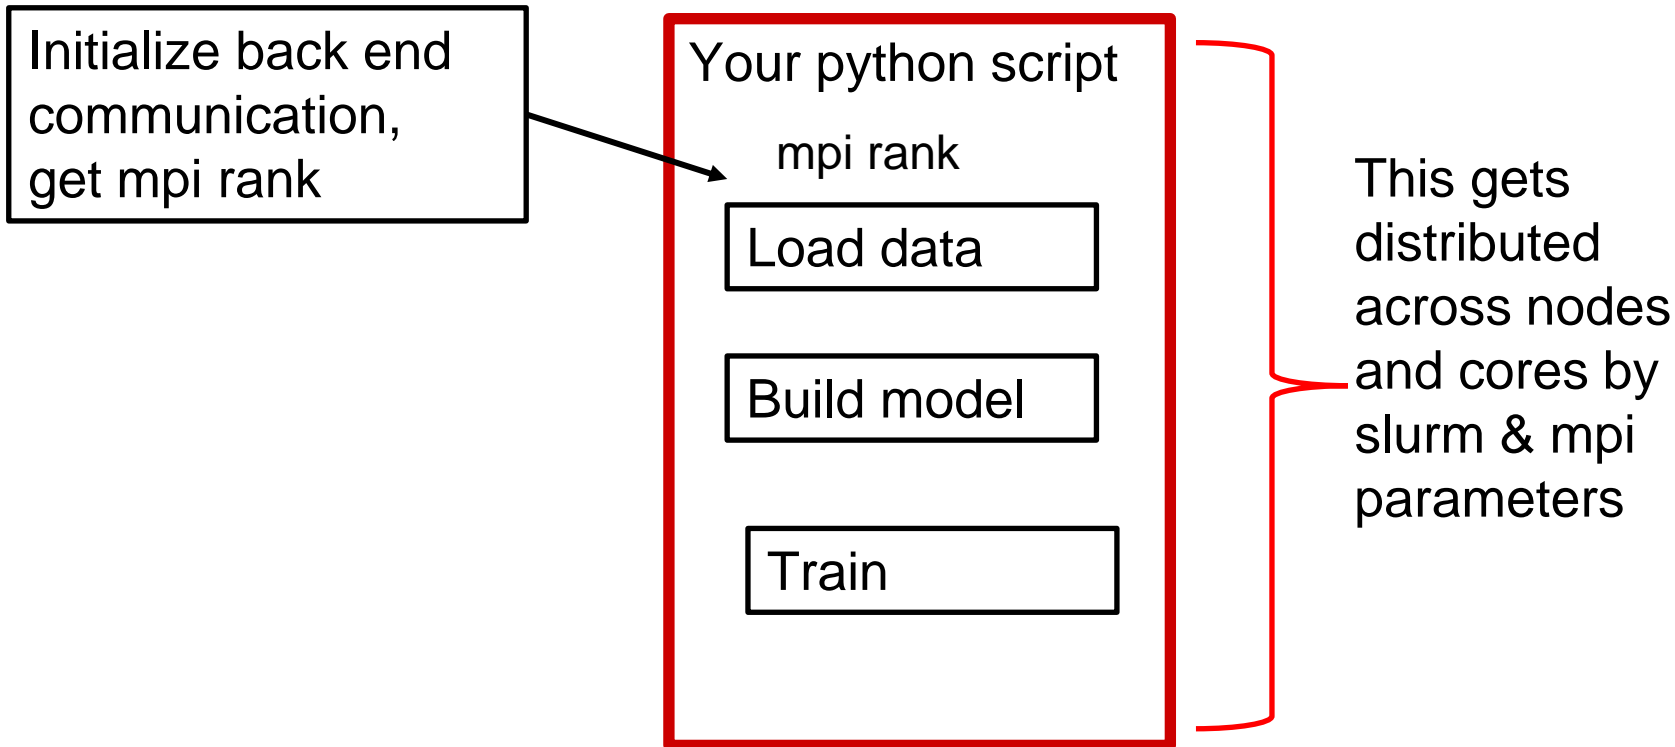 Initialize back end
communication,
get mpi rank
Your python script
mpi rank
Load data
Build model
Train
This gets
distributed
across nodes
and cores by
slurm & mpi
parameters